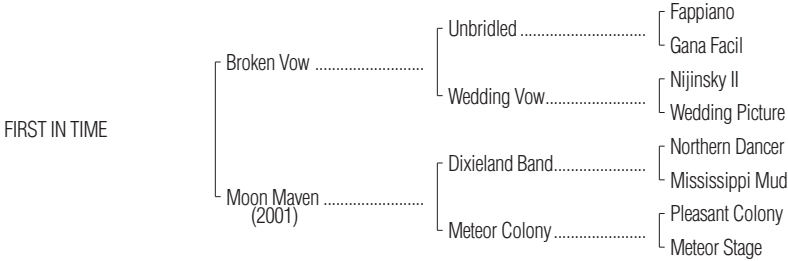 Fappiano
Unbridled ..............................
Gana Facil
Broken Vow ..........................
Nijinsky II
Wedding Vow........................
Wedding Picture
FIRST IN TIME
Northern Dancer
Dixieland Band......................
Mississippi Mud
Moon Maven ........................
(2001)
Pleasant Colony
Meteor Colony ......................
Meteor Stage